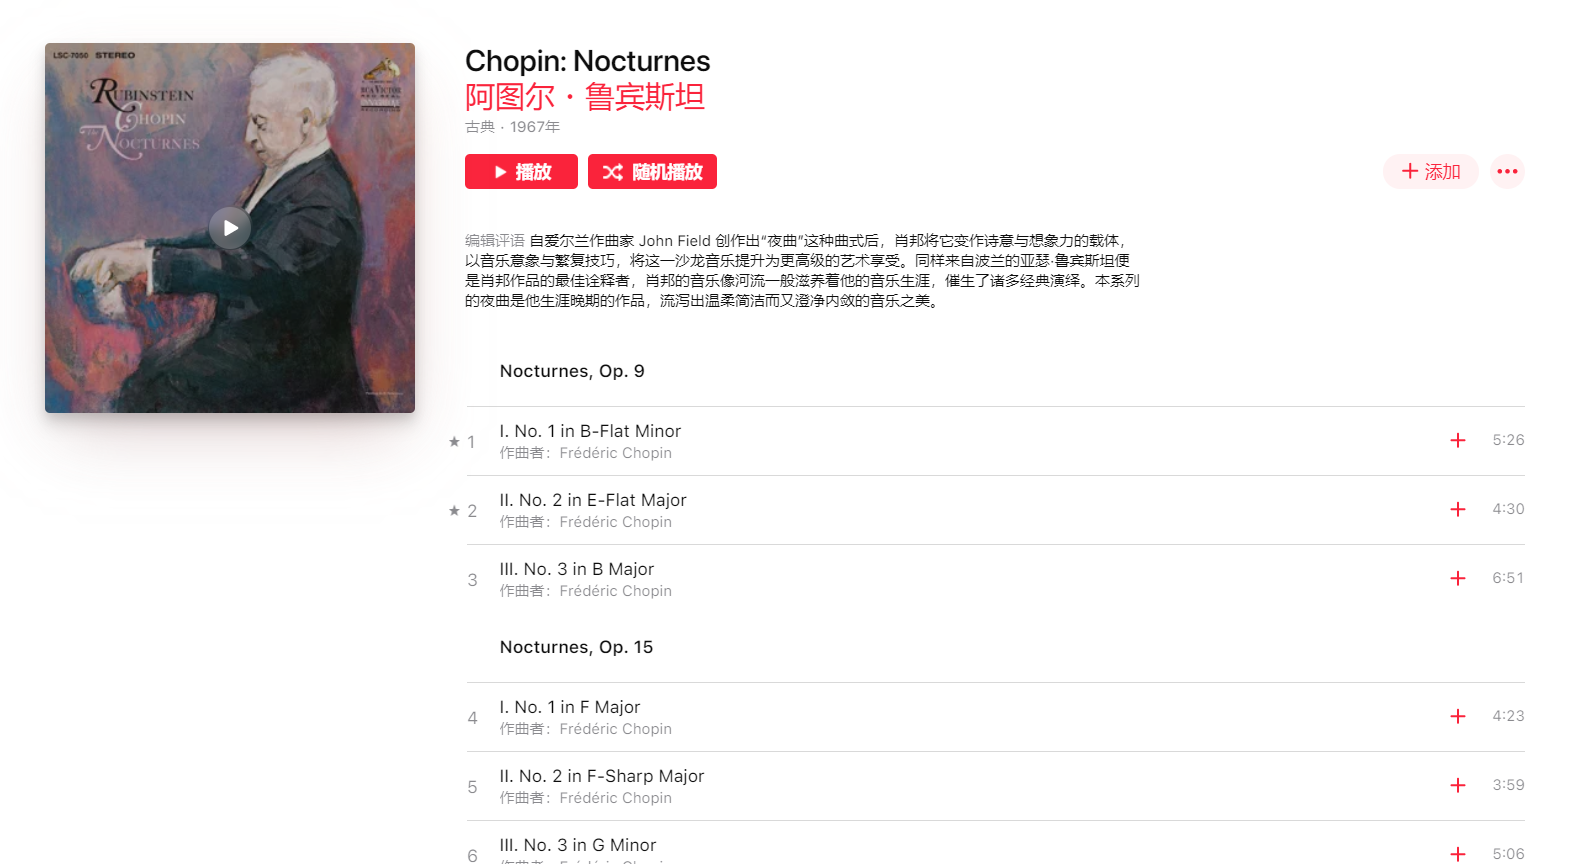 LSC-7050 STEREO
RUBINSTEIN
CHOPIN
The NOCTURNES
RCA VICTOR
Chopin: Nocturnes
阿图尔·鲁宾斯坦
古典 · 1967年
播放
随机播放
添加
编辑评语 自爱尔兰作曲家 John Field 创作出“夜曲”这种曲式后，肖邦将它变作诗意与想象力的载体，
以音乐意象与繁复技巧，将这一沙龙音乐提升为更高级的艺术享受。同样来自波兰的亚瑟·鲁宾斯坦便
是肖邦作品的最佳诠释者，肖邦的音乐像河流一般滋养着他的音乐生涯，催生了诸多经典演绎。本系列
的夜曲是他生涯晚期的作品，流泻出温柔简洁而又澄净内敛的音乐之美。
Nocturnes, Op. 9
★ 1 I. No. 1 in B-Flat Minor 5:26
作曲者：Frédéric Chopin
★ 2 II. No. 2 in E-Flat Major 4:30
作曲者：Frédéric Chopin
3 III. No. 3 in B Major 6:51
作曲者：Frédéric Chopin
Nocturnes, Op. 15
4 I. No. 1 in F Major 4:23
作曲者：Frédéric Chopin
5 II. No. 2 in F-Sharp Major 3:59
作曲者：Frédéric Chopin
6 III. No. 3 in G Minor 5:06